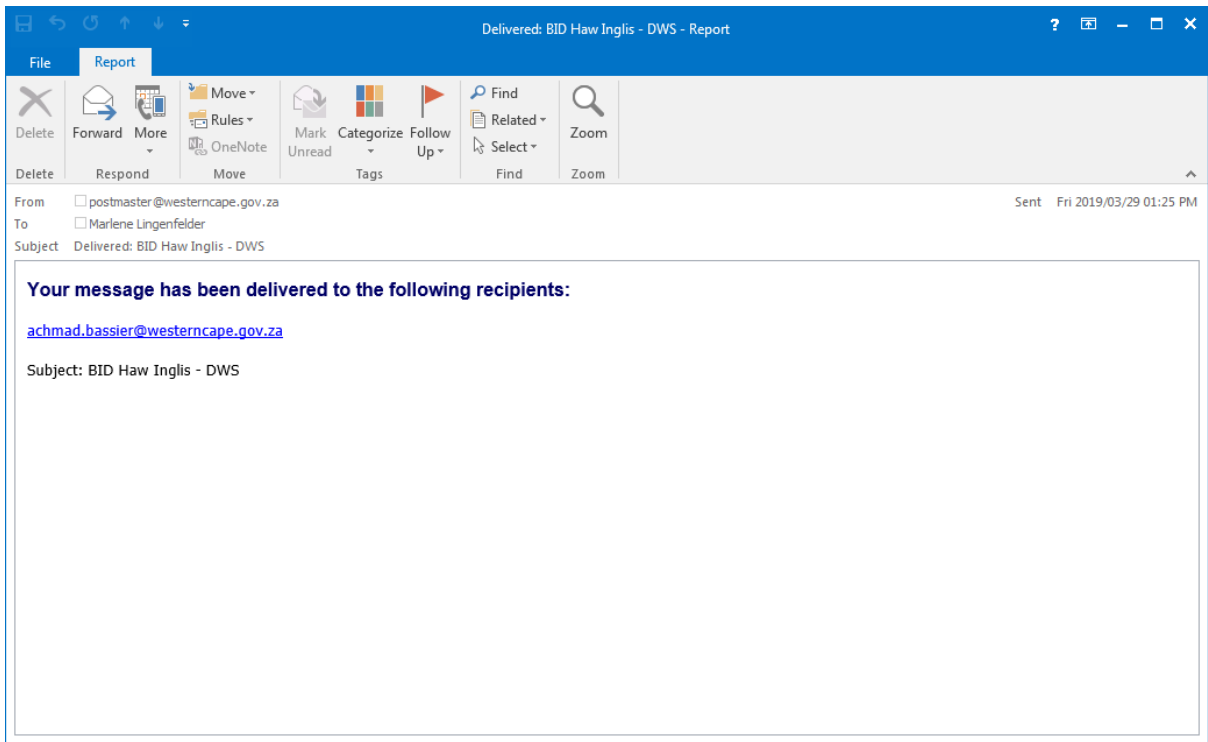 Delivered: BID Haw Inglis - DWS - Report
?
File Report
Delete
Forward
More
Move
Rules
OneNote
Mark Unread
Categorize
Follow Up
Find
Related
Select
Zoom
Delete Respond Move Tags Find Zoom
From postmaster@westerncape.gov.za Sent Fri 2019/03/29 01:25 PM
To Marlene Lingenfelder
Subject Delivered: BID Haw Inglis - DWS
Your message has been delivered to the following recipients:
achmad.bassier@westerncape.gov.za
Subject: BID Haw Inglis - DWS